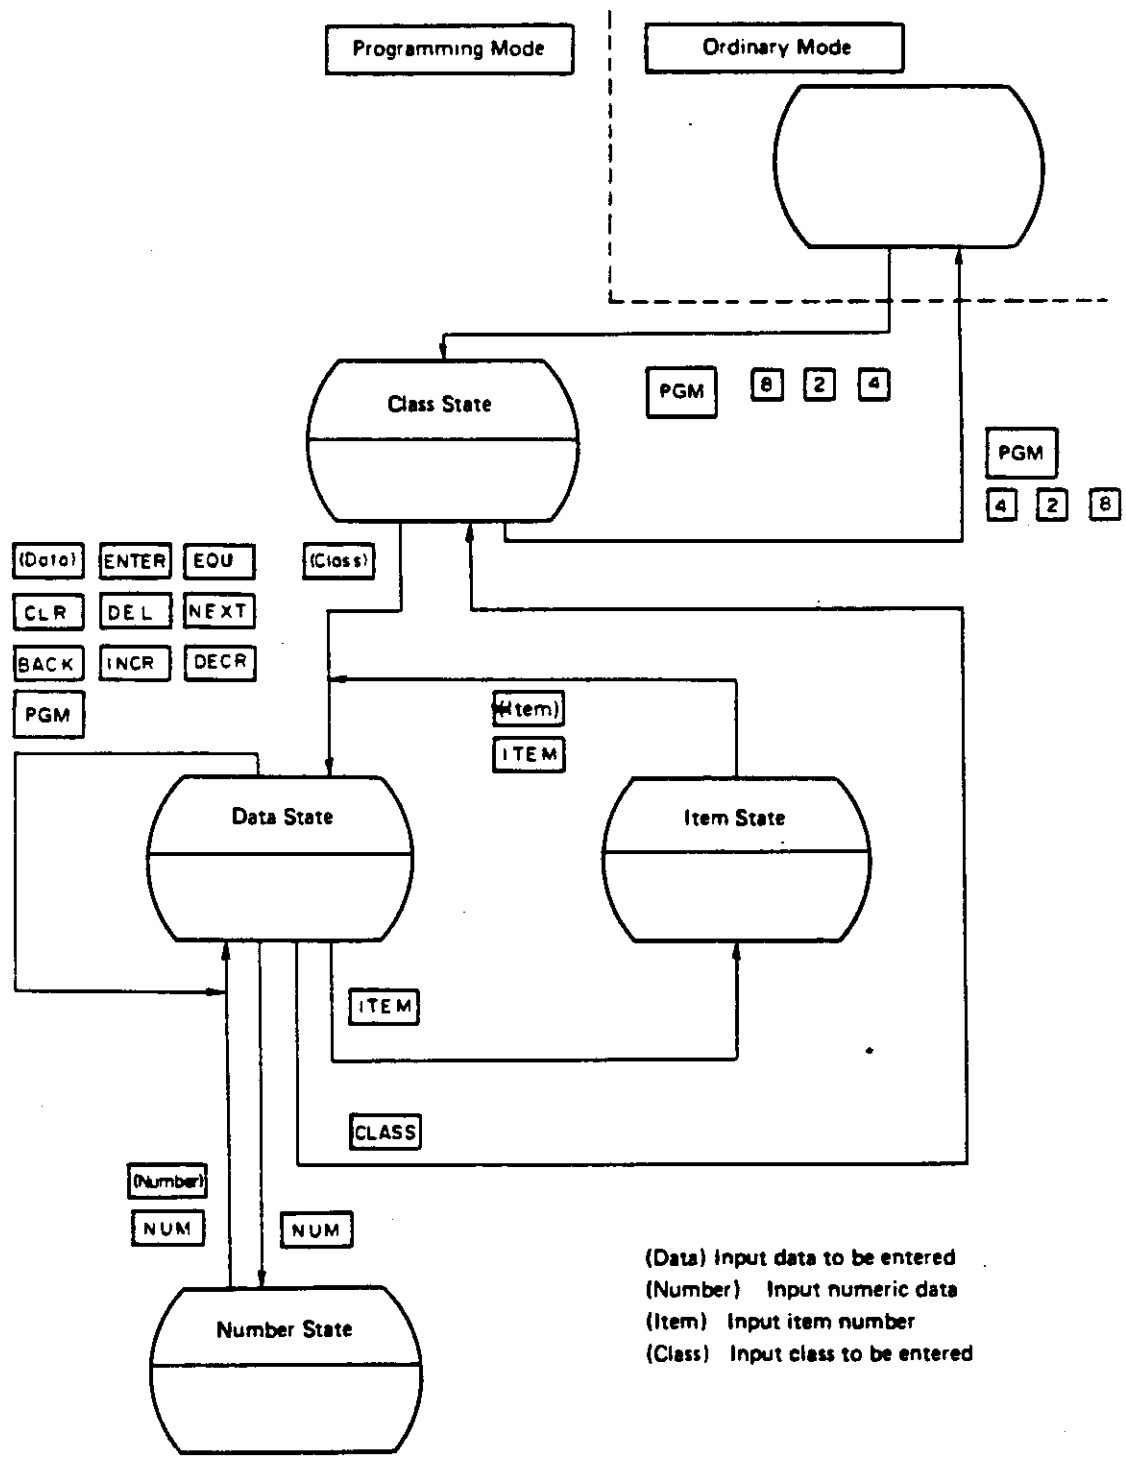 Programming Mode
Ordinary Mode
Class State
PGM 8 2 4
PGM
4 2 8
(Data) ENTER EQU
(Class)
CLR DEL NEXT
BACK INCR DECR
PGM
(Item)
ITEM
Data State
Item State
ITEM
CLASS
(Number)
NUM
NUM
Number State
(Data) Input data to be entered
(Number) Input numeric data
(Item) Input item number
(Class) Input class to be entered